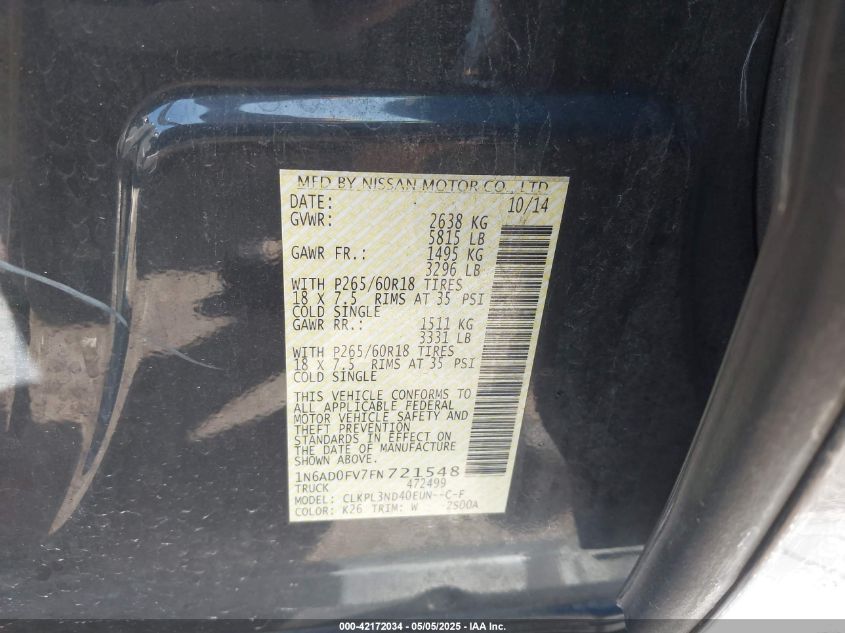 MFD BY NISSAN MOTOR CO., LTD
DATE: 10/14
GVWR: 2638 KG
5815 LB
GAWR FR.: 1495 KG
3296 LB
WITH P265/60R18 TIRES
18 X 7.5 RIMS AT 35 PSI
COLD SINGLE
GAWR RR.: 1511 KG
3331 LB
WITH P265/60R18 TIRES
18 X 7.5 RIMS AT 35 PSI
COLD SINGLE
THIS VEHICLE CONFORMS TO
ALL APPLICABLE FEDERAL
MOTOR VEHICLE SAFETY AND
THEFT PREVENTION
STANDARDS IN EFFECT ON
THE DATE OF MANUFACTURE
SHOWN ABOVE.
1N6AD0FV7FN721548
TRUCK 472499
MODEL: CLKPL3ND40EUN--C-F
COLOR: K26 TRIM: W 2500A
000-42172034 - 05/05/2025 - IAA Inc.